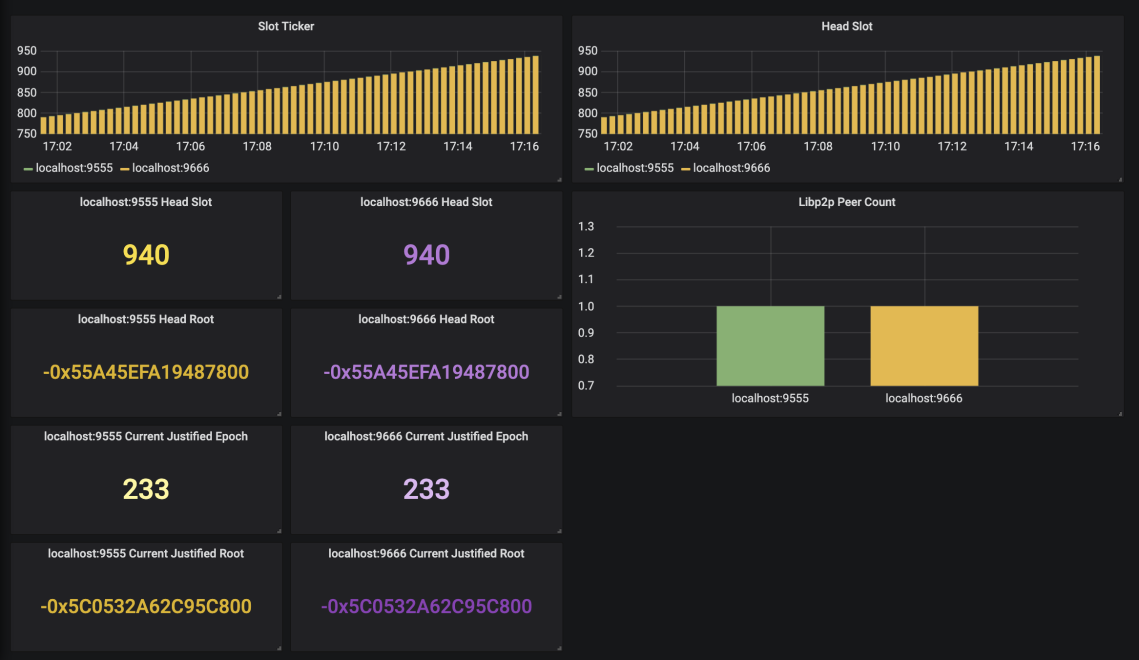 Slot Ticker
950
900
850
800
750
17:02 17:04 17:06 17:08 17:10 17:12 17:14 17:16
localhost:9555 localhost:9666
Head Slot
950
900
850
800
750
17:02 17:04 17:06 17:08 17:10 17:12 17:14 17:16
localhost:9555 localhost:9666
localhost:9555 Head Slot
940
localhost:9666 Head Slot
940
Libp2p Peer Count
1.3
1.2
1.1
1.0
0.9
0.8
0.7
localhost:9555 localhost:9666
localhost:9555 Head Root
-0x55A45EFA19487800
localhost:9666 Head Root
-0x55A45EFA19487800
localhost:9555 Current Justified Epoch
233
localhost:9666 Current Justified Epoch
233
localhost:9555 Current Justified Root
-0x5C0532A62C95C800
localhost:9666 Current Justified Root
-0x5C0532A62C95C800